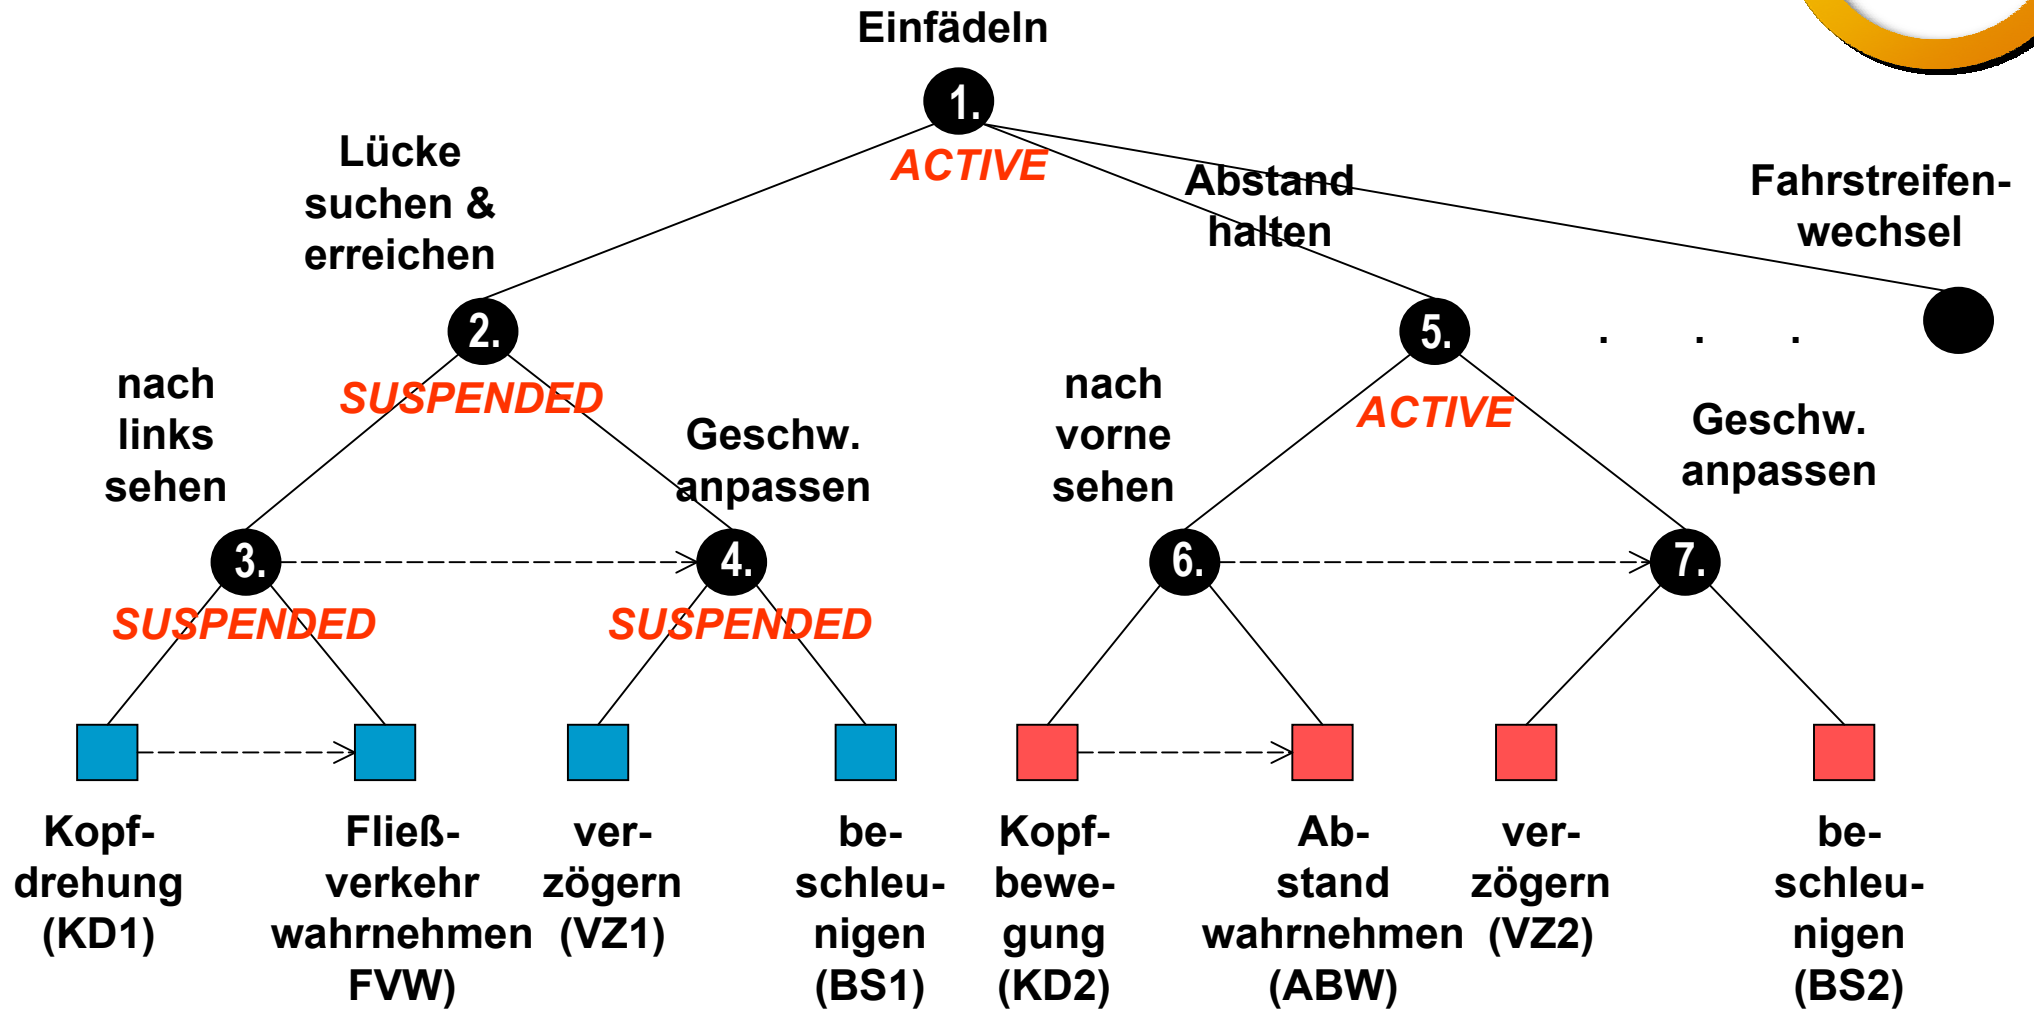 Einfädeln
1.
ACTIVE
Lücke
suchen &
erreichen
Abstand
halten
Fahrstreifen-
wechsel
2.
SUSPENDED
5.
ACTIVE
. . .
nach
links
sehen
Geschw.
anpassen
nach
vorne
sehen
Geschw.
anpassen
3.
SUSPENDED
4.
SUSPENDED
6.
7.
Kopf-
drehung
(KD1)
Fließ-
verkehr
wahrnehmen
FVW)
ver-
zögern
(VZ1)
be-
schleu-
nigen
(BS1)
Kopf-
bewe-
gung
(KD2)
Ab-
stand
wahrnehmen
(ABW)
ver-
zögern
(VZ2)
be-
schleu-
nigen
(BS2)